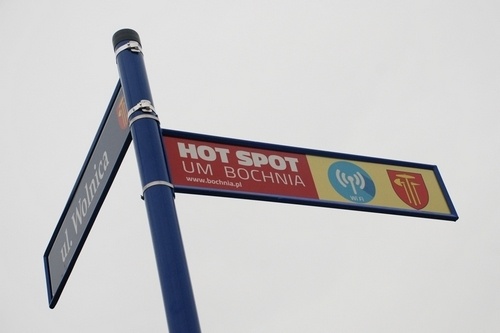 ul. Wolnica
HOT SPOT
UM BOCHNIA
www.bochnia.pl
Wi Fi